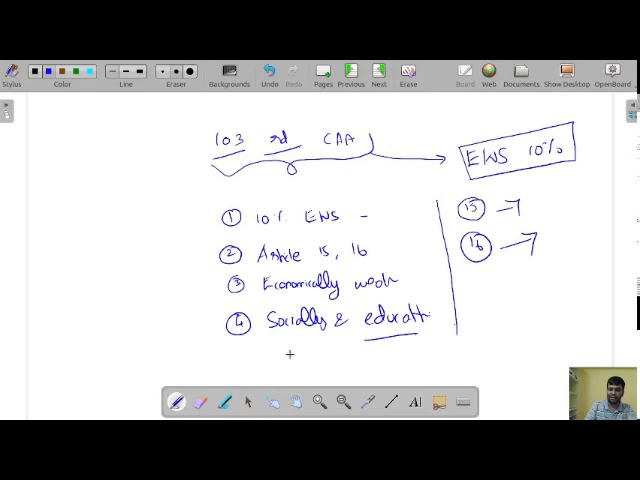 Stylus Color Line Eraser Backgrounds Undo Redo Pages Previous Next Erase Board Web Documents Show Desktop OpenBoard
103 rd CAA
EWS 10%
① 10% EWS -
② Article 15, 16
③ Economically weak
④ Socially & educatt
⑮ →
⑯ →